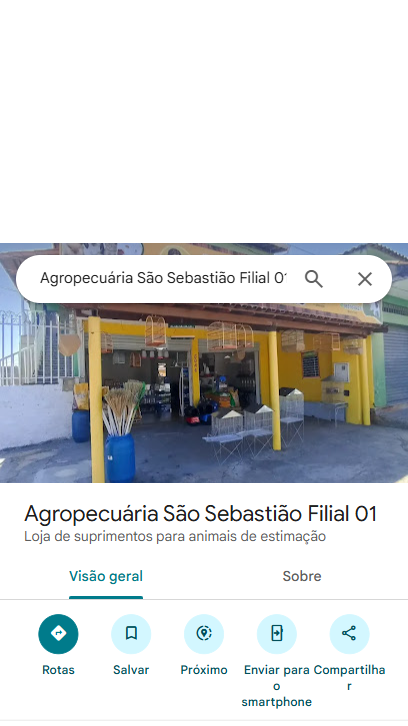 Agropecuária São Sebastião Filial 01
Agropecuária São Sebastião Filial 01
Loja de suprimentos para animais de estimação
Visão geral
Sobre
Rotas
Salvar
Próximo
Enviar para
o
smartphone
Compartilha
r